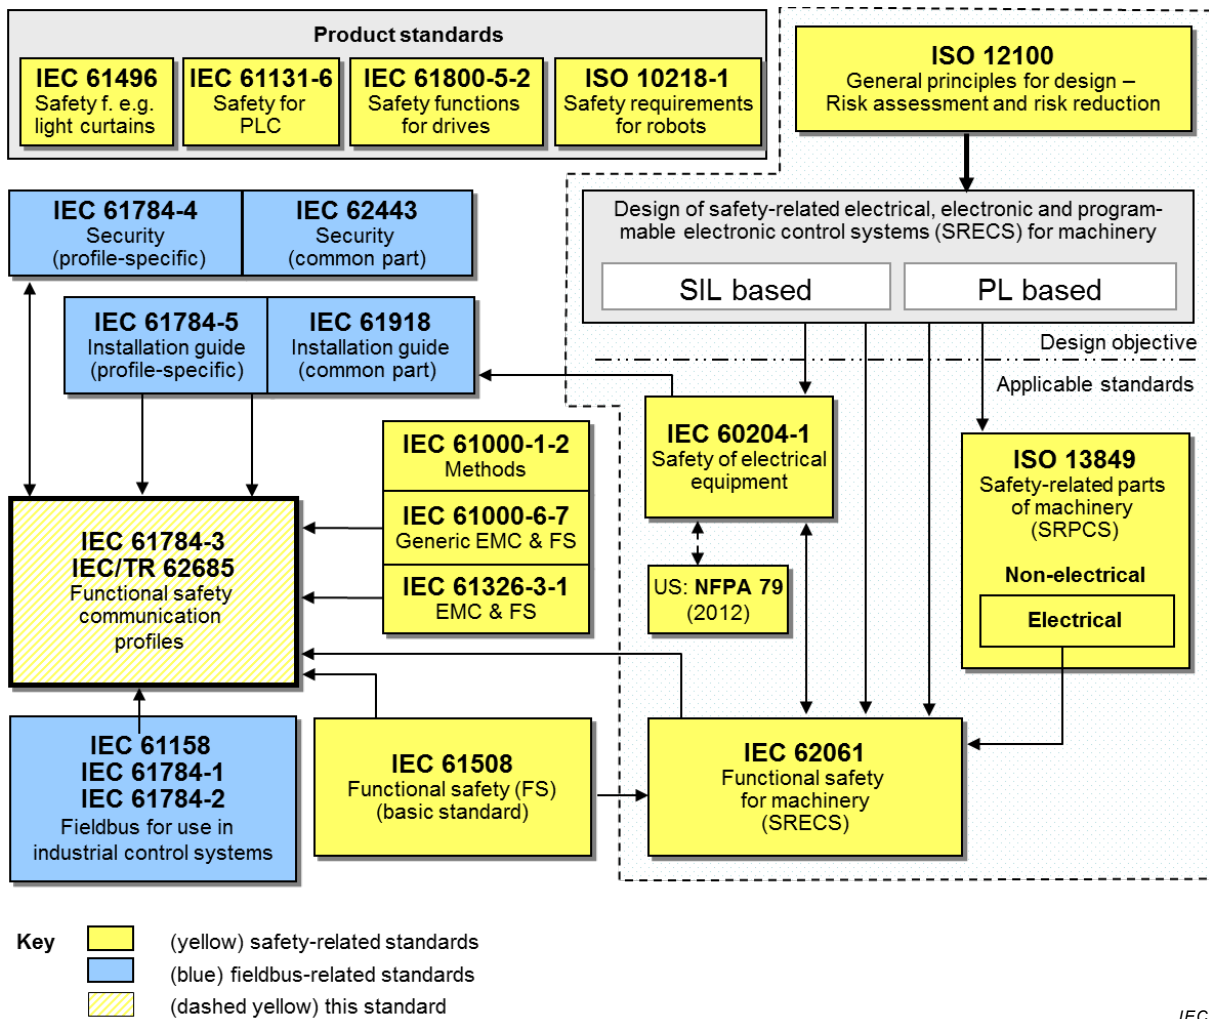 Product standards
IEC 61496
Safety f. e.g.
light curtains
IEC 61131-6
Safety for
PLC
IEC 61800-5-2
Safety functions
for drives
ISO 10218-1
Safety requirements
for robots
ISO 12100
General principles for design –
Risk assessment and risk reduction
IEC 61784-4
Security
(profile-specific)
IEC 62443
Security
(common part)
Design of safety-related electrical, electronic and program-
mable electronic control systems (SRECS) for machinery
SIL based
PL based
IEC 61784-5
Installation guide
(profile-specific)
IEC 61918
Installation guide
(common part)
Design objective
Applicable standards
IEC 60204-1
Safety of electrical
equipment
IEC 61000-1-2
Methods
IEC 61000-6-7
Generic EMC & FS
IEC 61326-3-1
EMC & FS
ISO 13849
Safety-related parts
of machinery
(SRPCS)
Non-electrical
Electrical
IEC 61784-3
IEC/TR 62685
Functional safety
communication
profiles
US: NFPA 79
(2012)
IEC 61158
IEC 61784-1
IEC 61784-2
Fieldbus for use in
industrial control systems
IEC 61508
Functional safety (FS)
(basic standard)
IEC 62061
Functional safety
for machinery
(SRECS)
Key
(yellow) safety-related standards
(blue) fieldbus-related standards
(dashed yellow) this standard
IEC